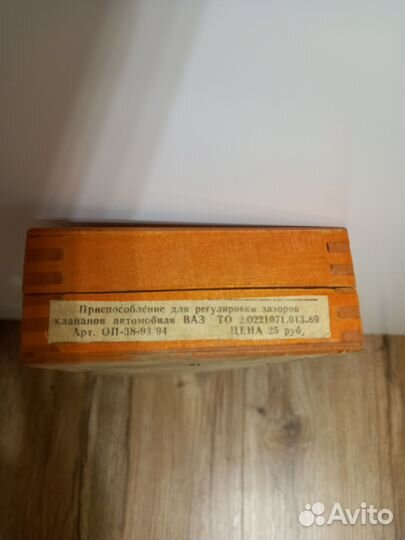 Приспособление для регулировки зазоров
клапанов автомобиля ВАЗ ТО 2.0221071.013.89
Арт. ОП-38-93 94 ЦЕНА 25 руб.
Avito